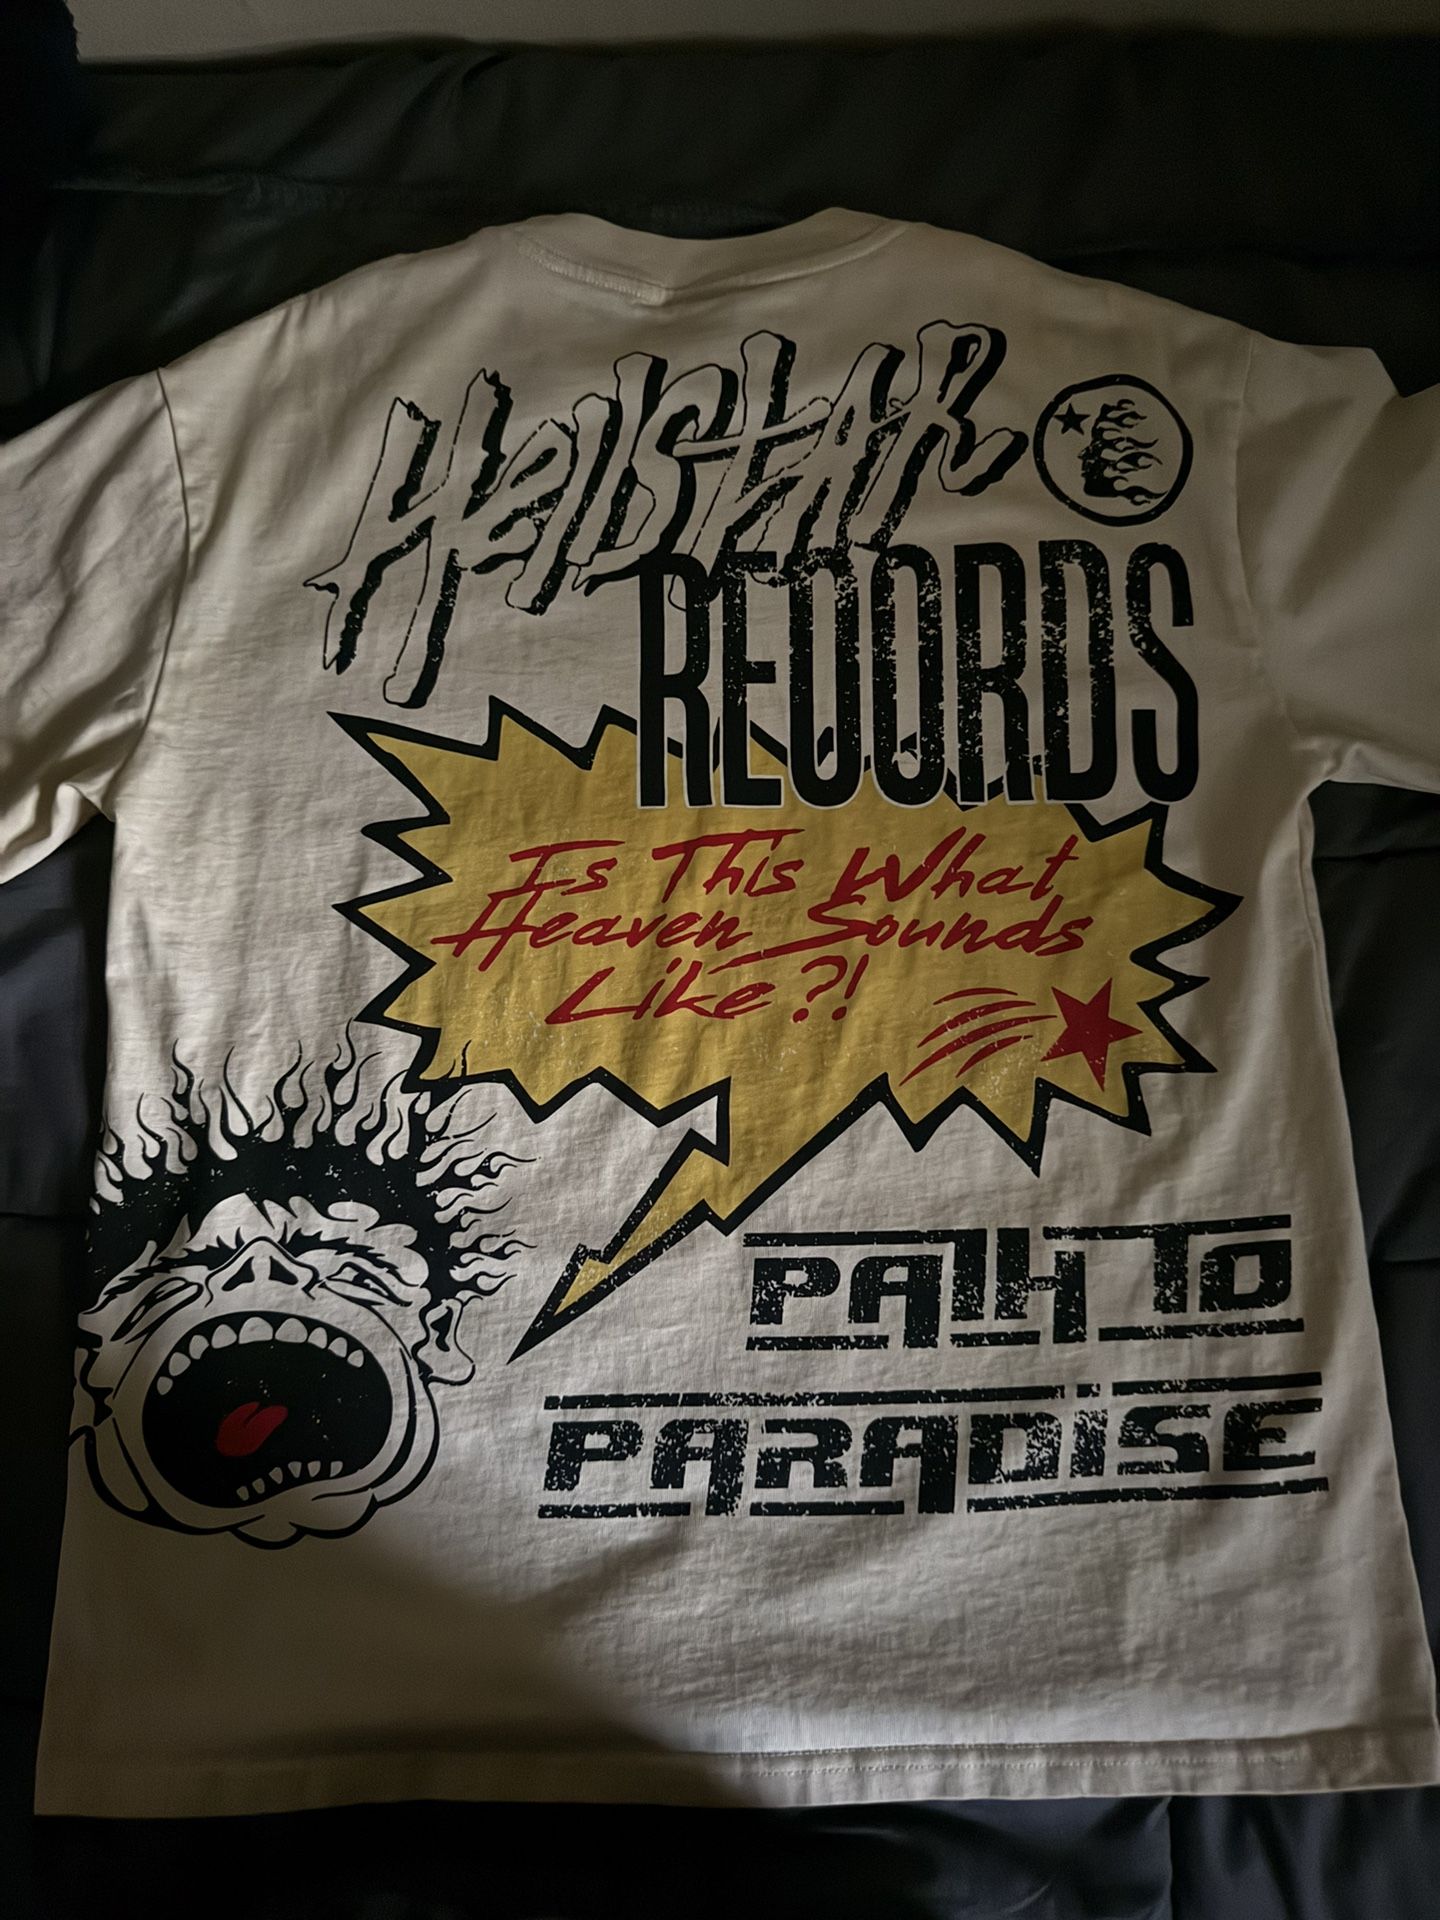 HellStAR
RECORDS
Is This What
Heaven Sounds
Like?!
PATH TO
PARADISE